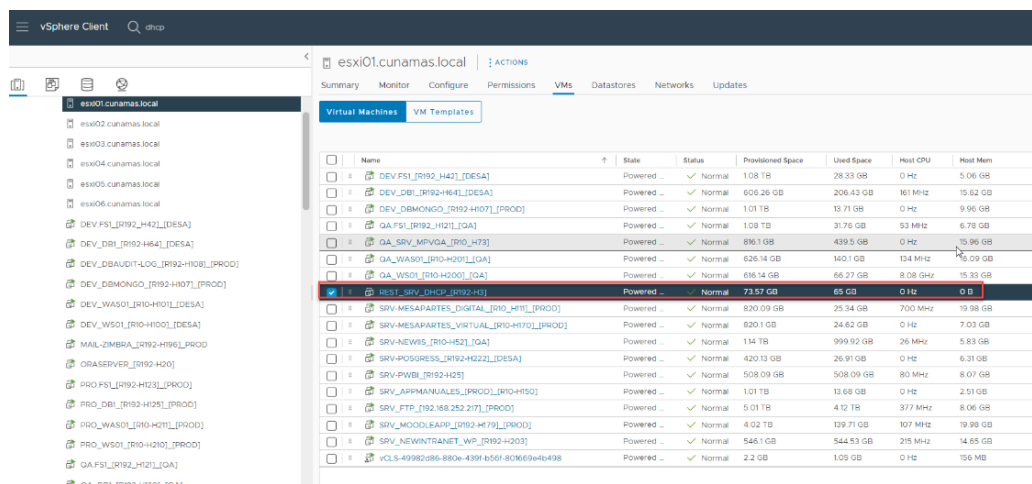 vSphere Client dhcp
esxi01.cunamas.local ACTIONS
Summary Monitor Configure Permissions VMs Datastores Networks Updates
Virtual Machines VM Templates
esxi01.cunamas.local
esxi02.cunamas.local
esxi03.cunamas.local
esxi04.cunamas.local
esxi05.cunamas.local
esxi06.cunamas.local
DEV.FS1_[R192_H42]_[DESA]
DEV_DB1_[R192-H64]_[DESA]
DEV_DBAUDIT-LOG_[R192-H108]_[PROD]
DEV_DBMONGO_[R192-H107]_[PROD]
DEV_WAS01_[R10-H101]_[DESA]
DEV_WS01_[R10-H100]_[DESA]
MAIL-ZIMBRA_[R192-H196]_PROD
ORASERVER_[R192-H20]
PRO.FS1_[R192-H123]_[PROD]
PRO_DB1_[R192-H125]_[PROD]
PRO_WAS01_[R10-H211]_[PROD]
PRO_WS01_[R10-H210]_[PROD]
QA.FS1_[R192_H121]_[QA]
Name State Status Provisioned Space Used Space Host CPU Host Mem
DEV.FS1_[R192_H42]_[DESA] Powered ... Normal 1.08 TB 28.33 GB 0 Hz 5.06 GB
DEV_DB1_[R192-H64]_[DESA] Powered ... Normal 606.26 GB 206.43 GB 161 MHz 15.62 GB
DEV_DBMONGO_[R192-H107]_[PROD] Powered ... Normal 1.01 TB 13.71 GB 0 Hz 9.96 GB
QA.FS1_[R192_H121]_[QA] Powered ... Normal 1.08 TB 31.76 GB 53 MHz 6.78 GB
QA_SRV_MPVQA_[R10_H73] Powered ... Normal 816.1 GB 439.5 GB 0 Hz 15.96 GB
QA_WAS01_[R10-H201]_[QA] Powered ... Normal 626.14 GB 140.1 GB 134 MHz 16.09 GB
QA_WS01_[R10-H200]_[QA] Powered ... Normal 616.14 GB 66.27 GB 8.08 GHz 15.33 GB
REST_SRV_DHCP_[R192-H3] Powered ... Normal 73.57 GB 65 GB 0 Hz 0 B
SRV-MESAPARTES_DIGITAL_[R10_H111]_[PROD] Powered ... Normal 820.09 GB 25.34 GB 700 MHz 19.98 GB
SRV-MESAPARTES_VIRTUAL_[R10-H170]_[PROD] Powered ... Normal 820.1 GB 24.62 GB 0 Hz 7.03 GB
SRV-NEWIIS_[R10-H52]_[QA] Powered ... Normal 1.14 TB 999.92 GB 26 MHz 5.83 GB
SRV-POSGRESS_[R192-H222]_[DESA] Powered ... Normal 420.13 GB 26.91 GB 0 Hz 6.31 GB
SRV-PWBI_[R192-H25] Powered ... Normal 508.09 GB 508.09 GB 80 MHz 8.07 GB
SRV_APPMANUALES_[PROD]_[R10-H150] Powered ... Normal 1.01 TB 13.68 GB 0 Hz 2.51 GB
SRV_FTP_[192.168.252.217]_[PROD] Powered ... Normal 5.01 TB 4.12 TB 377 MHz 8.06 GB
SRV_MOODLEAPP_[R192-H179]_[PROD] Powered ... Normal 4.02 TB 139.71 GB 107 MHz 19.98 GB
SRV_NEWINTRANET_WP_[R192-H203] Powered ... Normal 546.1 GB 544.53 GB 215 MHz 14.65 GB
vCLS-49982d86-880e-439f-b56f-801669e4b498 Powered ... Normal 2.2 GB 1.05 GB 0 Hz 156 MB